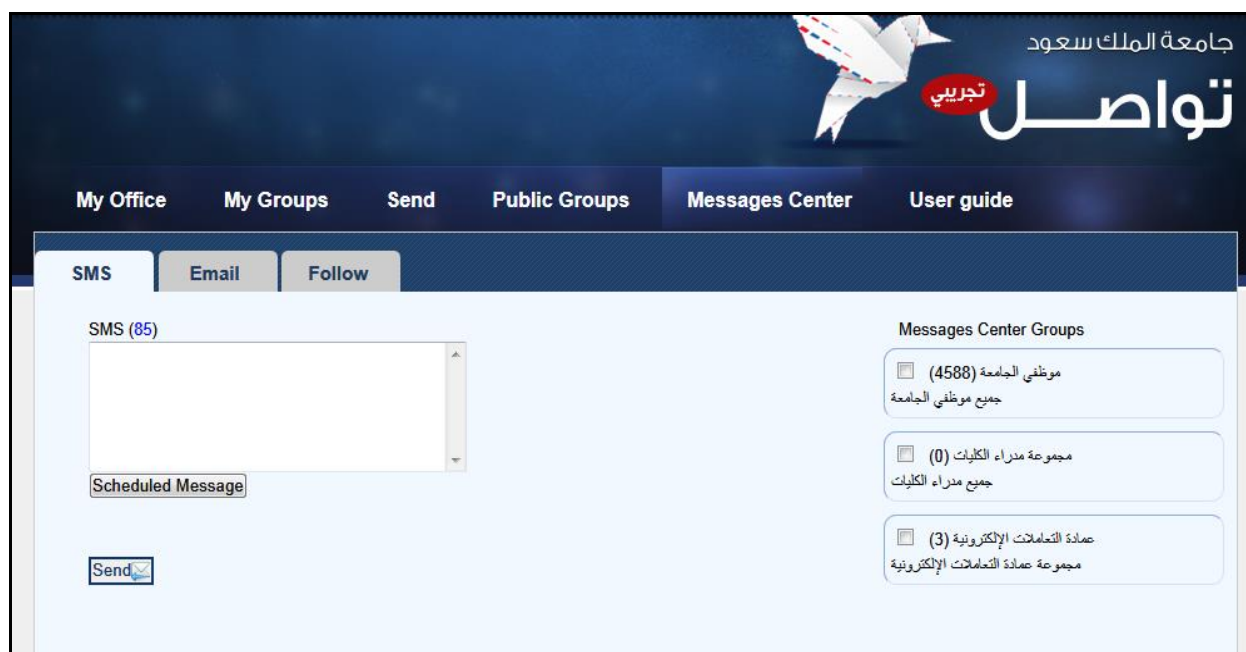 جامعة الملك سعود
تواصل
تجريبي
My Office My Groups Send Public Groups Messages Center User guide
SMS Email Follow
SMS (85)
Scheduled Message
Send
Messages Center Groups
موظفي الجامعة (4588)
جميع موظفي الجامعة
مجموعة مدراء الكليات (0)
جميع مدراء الكليات
عمادة التعاملات الإلكترونية (3)
مجموعة عمادة التعاملات الإلكترونية